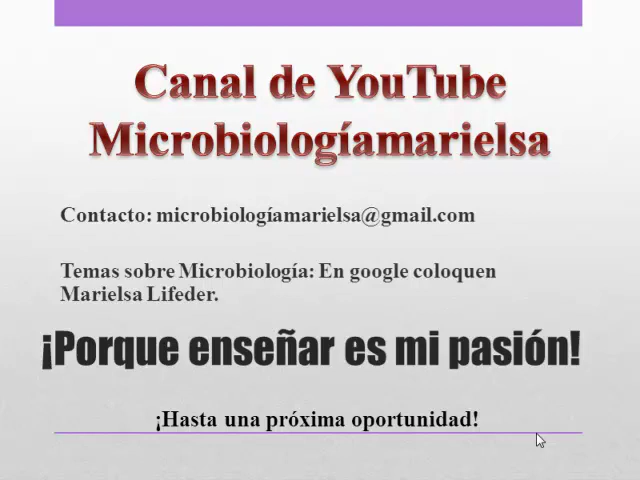 Canal de YouTube
Microbiologíamarielsa
Contacto: microbiologíamarielsa@gmail.com
Temas sobre Microbiología: En google coloquen
Marielsa Lifeder.
¡Porque enseñar es mi pasión!
¡Hasta una próxima oportunidad!